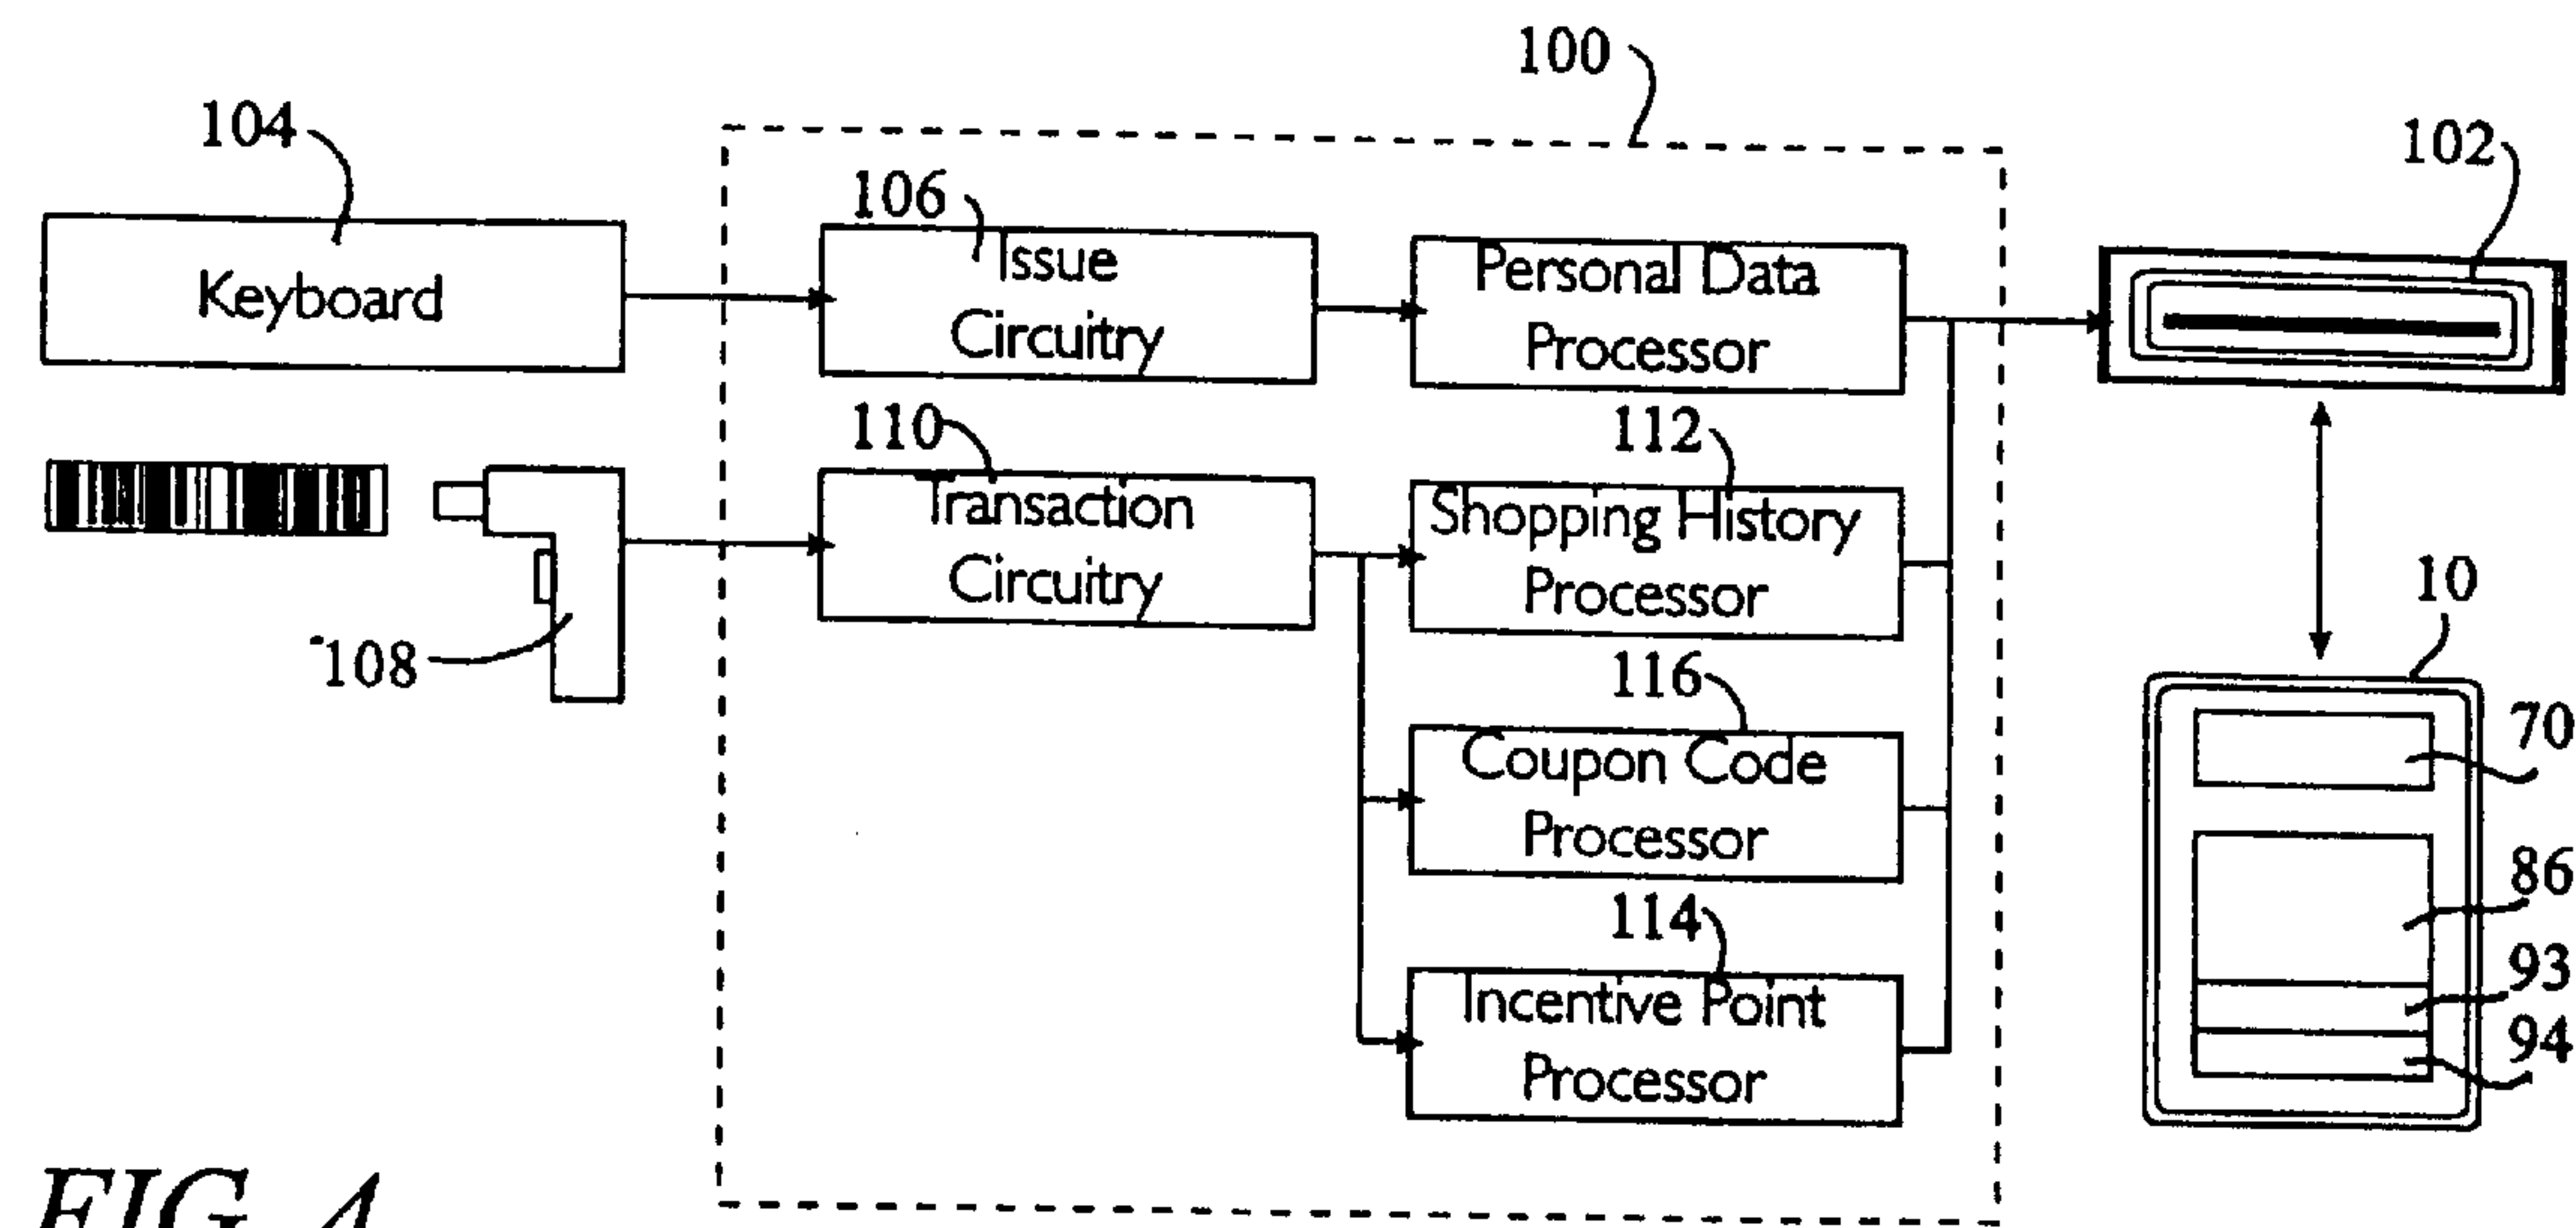 100
104
102
106
Issue
Circuitry
Personal Data
Processor
Keyboard
110
112
Transaction
Circuitry
Shopping History
Processor
108
10
116
70
Coupon Code
Processor
86
114
93
Incentive Point
Processor
94
FIG. 4